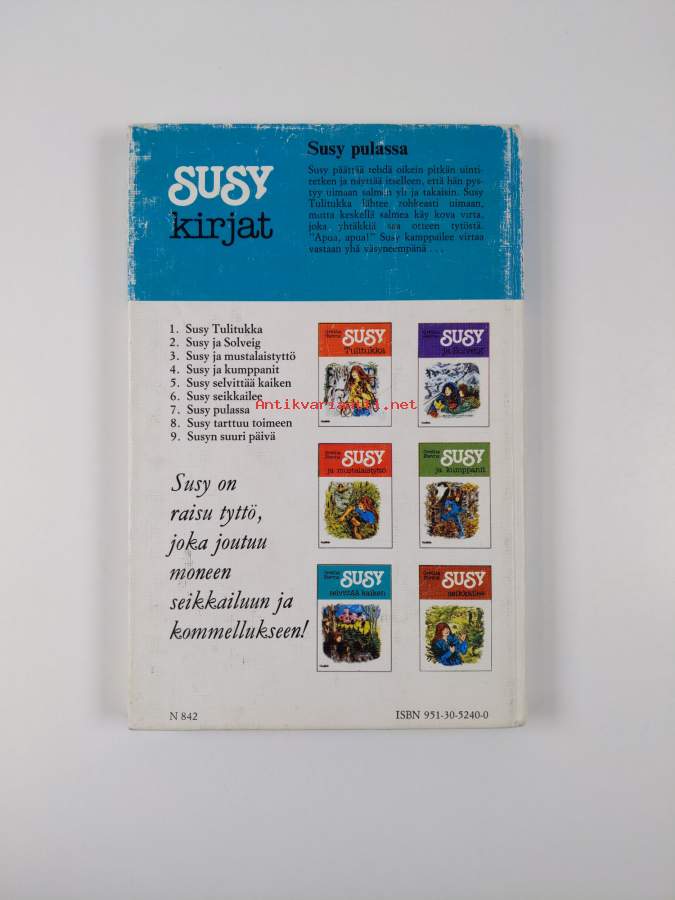 SUSY
kirjat
Susy pulassa
Susy päättää tehdä oikein pitkän uinti-
retken ja näyttää itselleen, että hän pys-
tyy uimaan salmen yli ja takaisin. Susy
Tulitukka lähtee rohkeasti uimaan,
mutta keskellä salmea käy kova virta,
joka yhtäkkiä saa otteen tytöstä.
"Apua, apua!" Susy kamppailee virtaa
vastaan yhä väsyneempänä . . .
1. Susy Tulitukka
2. Susy ja Solveig
3. Susy ja mustalaistyttö
4. Susy ja kumppanit
5. Susy selvittää kaiken
6. Susy seikkailee
7. Susy pulassa
8. Susy tarttuu toimeen
9. Susyn suuri päivä
Susy on
raisu tyttö,
joka joutuu
moneen
seikkailuun ja
kommellukseen!
SUSY
Tulitukka
SUSY
ja Solveig
SUSY
ja mustalaistyttö
SUSY
ja kumppanit
SUSY
selvittää kaiken
SUSY
seikkailee
Antikvariaatti.net
N 842
ISBN 951-30-5240-0